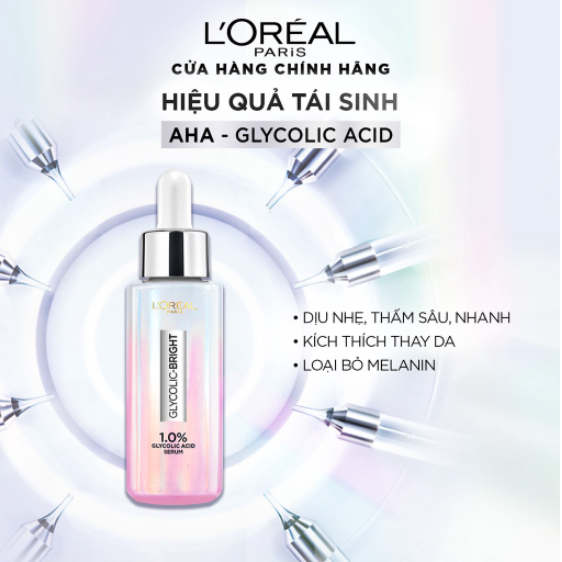 L'ORÉAL
PARIS
CỬA HÀNG CHÍNH HÃNG
HIỆU QUẢ TÁI SINH
AHA - GLYCOLIC ACID
L'ORÉAL
PARIS
GLYCOLIC-BRIGHT
1.0%
GLYCOLIC ACID
SERUM
• DỊU NHẸ, THẤM SÂU, NHANH
• KÍCH THÍCH THAY DA
• LOẠI BỎ MELANIN